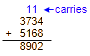 11 ← carries
3734
+ 5168
8902